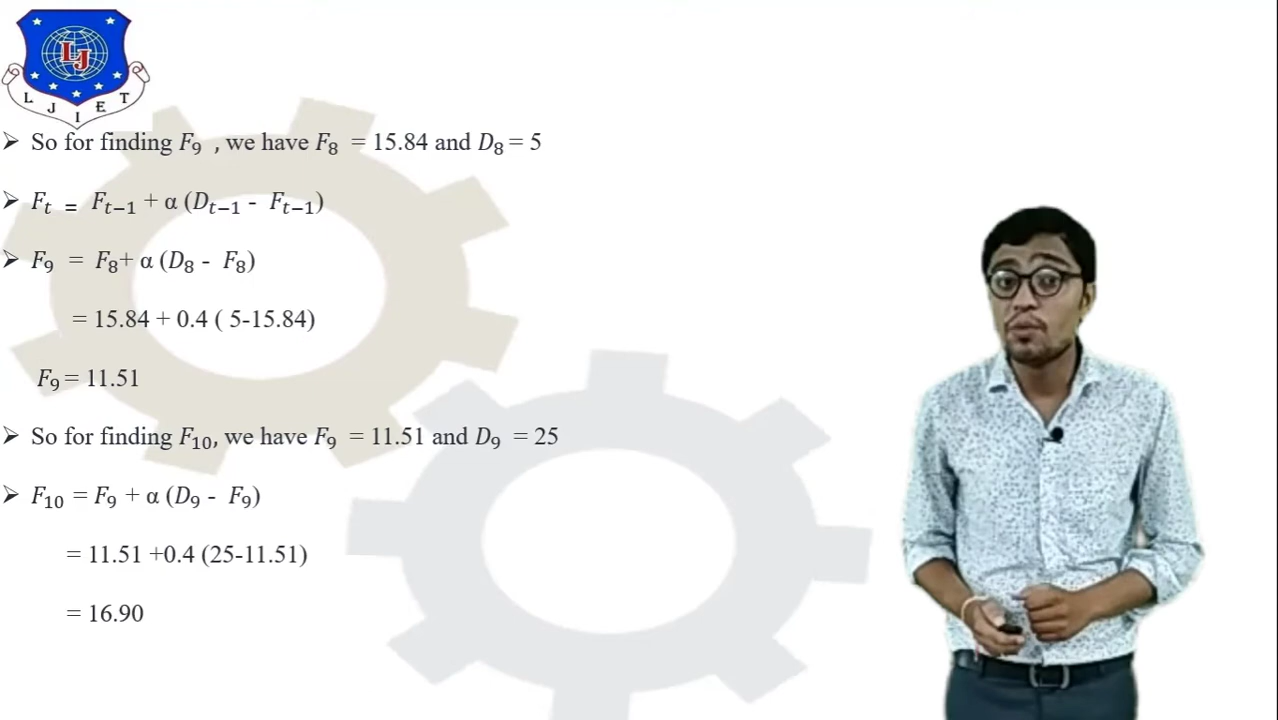 LJ
L J I E T
➢ So for finding F₉ , we have F₈ = 15.84 and D₈ = 5
➢ Fₜ = Fₜ₋₁ + α (Dₜ₋₁ - Fₜ₋₁)
➢ F₉ = F₈+ α (D₈ - F₈)
= 15.84 + 0.4 ( 5-15.84)
F₉ = 11.51
➢ So for finding F₁₀, we have F₉ = 11.51 and D₉ = 25
➢ F₁₀ = F₉ + α (D₉ - F₉)
= 11.51 +0.4 (25-11.51)
= 16.90